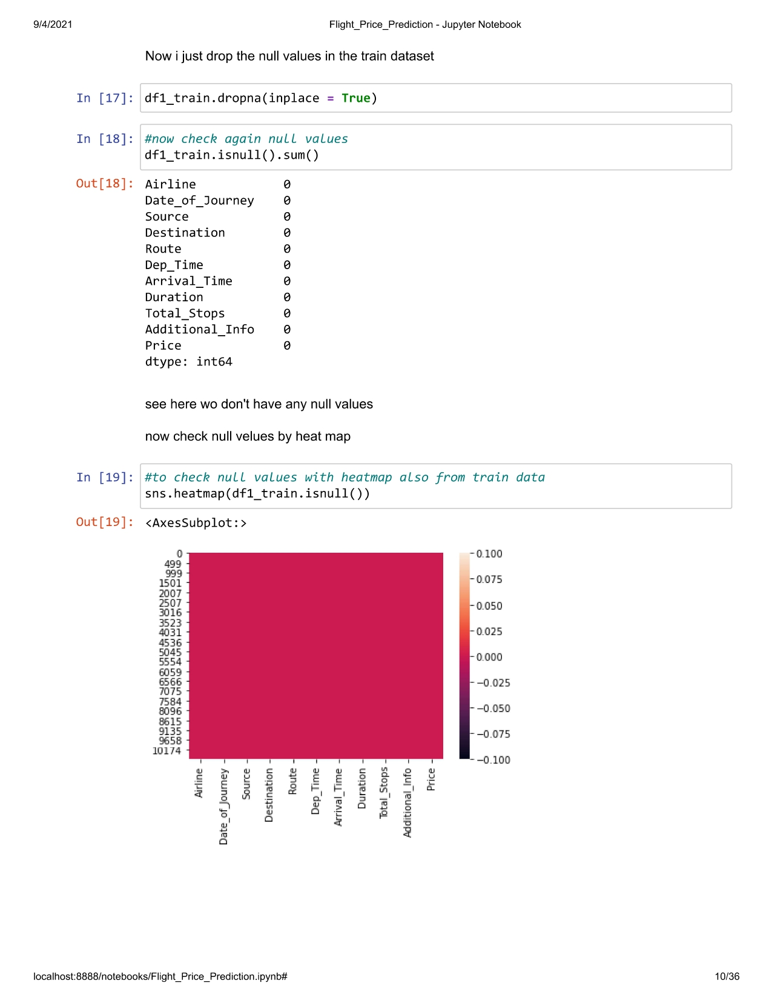 9/4/2021 Flight_Price_Prediction - Jupyter Notebook
Now i just drop the null values in the train dataset
In [17]: df1_train.dropna(inplace = True)
In [18]: #now check again null values
df1_train.isnull().sum()
Out[18]: Airline 0
Date_of_Journey 0
Source 0
Destination 0
Route 0
Dep_Time 0
Arrival_Time 0
Duration 0
Total_Stops 0
Additional_Info 0
Price 0
dtype: int64
see here wo don't have any null values
now check null velues by heat map
In [19]: #to check null values with heatmap also from train data
sns.heatmap(df1_train.isnull())
Out[19]: <AxesSubplot:>
0
499
999
1501
2007
2507
3016
3523
4031
4536
5045
5554
6059
6566
7075
7584
8096
8615
9135
9658
10174
0.100
0.075
0.050
0.025
0.000
−0.025
−0.050
−0.075
−0.100
Airline
Date_of_Journey
Source
Destination
Route
Dep_Time
Arrival_Time
Duration
Total_Stops
Additional_Info
Price
localhost:8888/notebooks/Flight_Price_Prediction.ipynb# 10/36